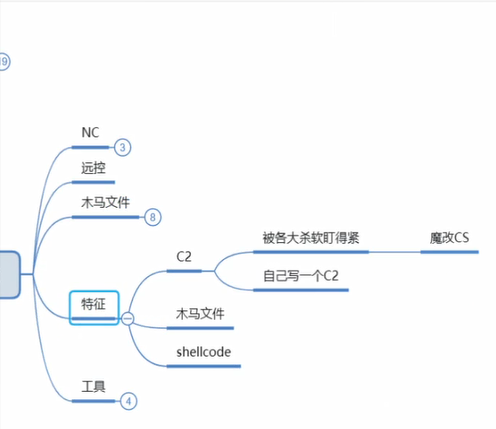 19
NC
3
远控
木马文件
8
特征
C2
被各大杀软盯得紧
魔改CS
自己写一个C2
木马文件
shellcode
工具
4